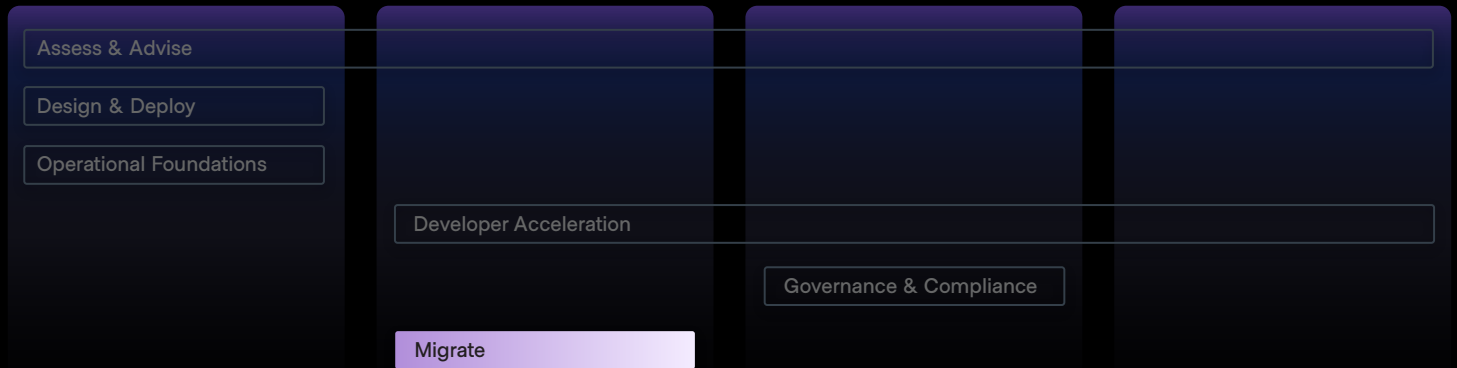 Assess & Advise
Design & Deploy
Operational Foundations
Developer Acceleration
Governance & Compliance
Migrate